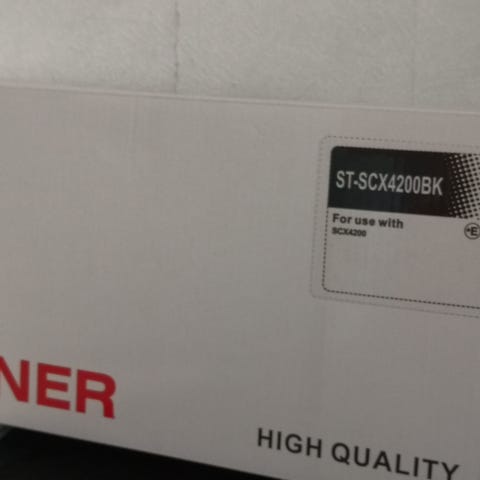 ST-SCX4200BK
For use with
SCX4200
E
NER
HIGH QUALITY